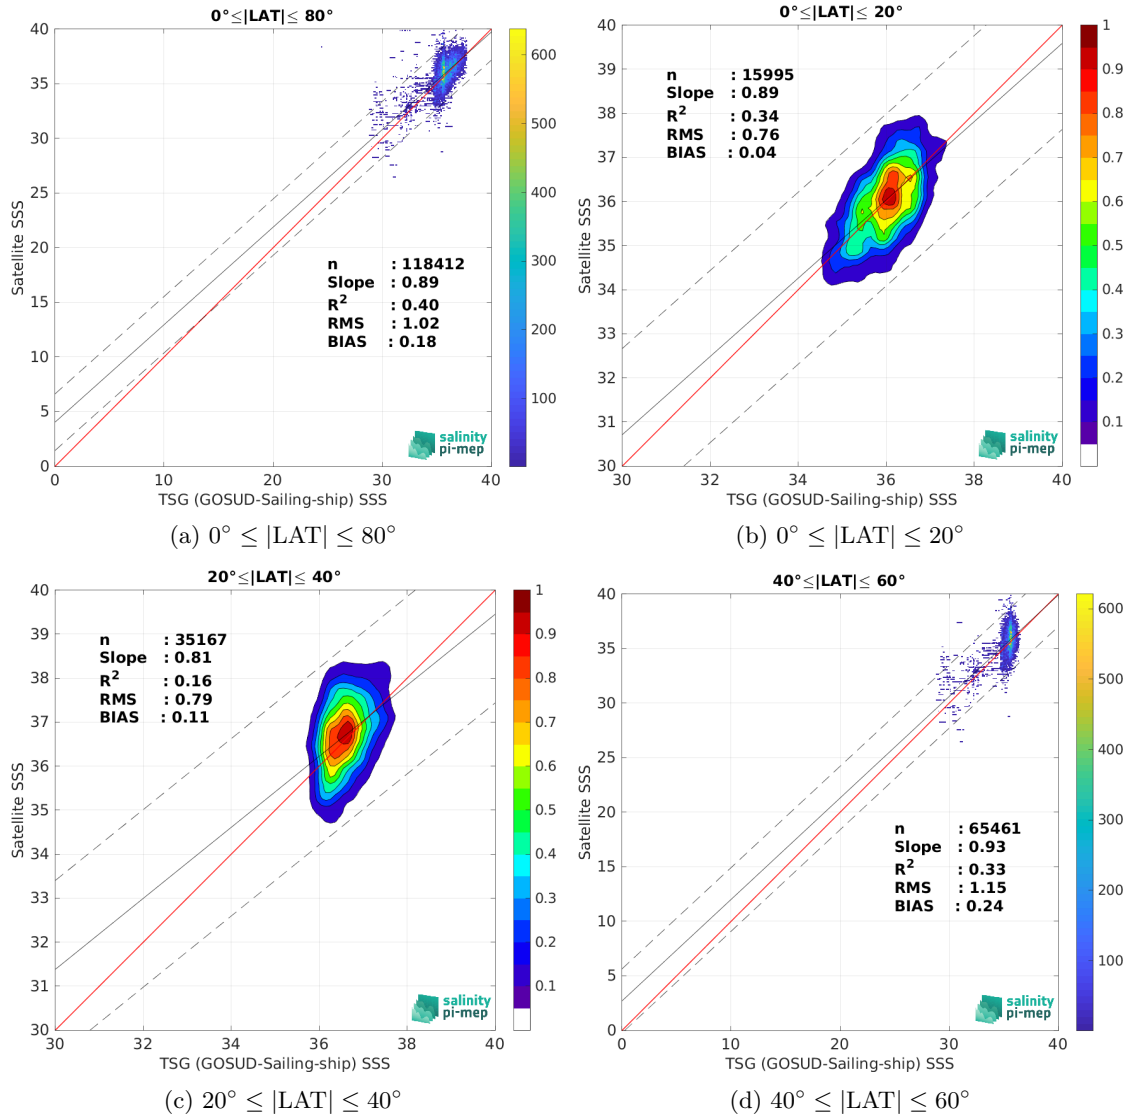 0°≤|LAT|≤ 80°
40
35
30
25
20
15
10
5
0
0
10
20
30
40
600
500
400
300
200
100
Satellite SSS
TSG (GOSUD-Sailing-ship) SSS
n : 118412
Slope : 0.89
R² : 0.40
RMS : 1.02
BIAS : 0.18
salinity
pi-mep
(a) 0° ≤ |LAT| ≤ 80°
0°≤|LAT|≤ 20°
40
39
38
37
36
35
34
33
32
31
30
30
32
34
36
38
40
1
0.9
0.8
0.7
0.6
0.5
0.4
0.3
0.2
0.1
Satellite SSS
TSG (GOSUD-Sailing-ship) SSS
n : 15995
Slope : 0.89
R² : 0.34
RMS : 0.76
BIAS : 0.04
salinity
pi-mep
(b) 0° ≤ |LAT| ≤ 20°
20°≤|LAT|≤ 40°
40
39
38
37
36
35
34
33
32
31
30
30
32
34
36
38
40
1
0.9
0.8
0.7
0.6
0.5
0.4
0.3
0.2
0.1
Satellite SSS
TSG (GOSUD-Sailing-ship) SSS
n : 35167
Slope : 0.81
R² : 0.16
RMS : 0.79
BIAS : 0.11
salinity
pi-mep
(c) 20° ≤ |LAT| ≤ 40°
40°≤|LAT|≤ 60°
40
35
30
25
20
15
10
5
0
0
10
20
30
40
600
500
400
300
200
100
Satellite SSS
TSG (GOSUD-Sailing-ship) SSS
n : 65461
Slope : 0.93
R² : 0.33
RMS : 1.15
BIAS : 0.24
salinity
pi-mep
(d) 40° ≤ |LAT| ≤ 60°